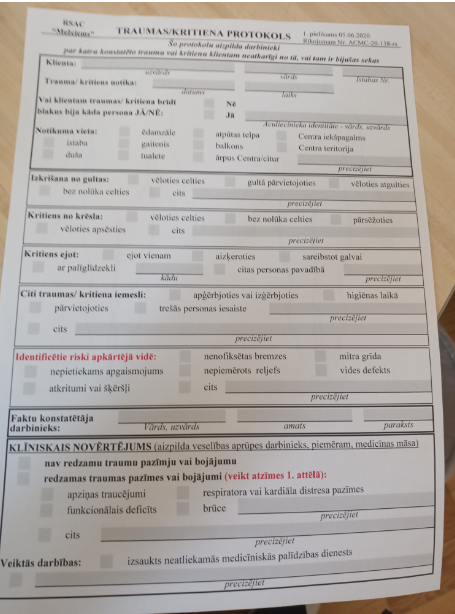 RSAC
"Mežciems"
TRAUMAS/KRITIENA PROTOKOLS
1. pielikums 05.06.2020.
Rīkojumam Nr. ACMC-20-138-rs
Šo protokolu aizpilda darbinieki
par katru konstatēto traumu vai kritienu klientam neatkarīgi no tā, vai tam ir bijušas sekas
Klients:
uzvārds vārds Istabas Nr.
Trauma/ kritiens notika:
datums laiks
Vai klientam traumas/ kritiena brīdī Nē
blakus bija kāda persona JĀ/NĒ: Jā
Aculiecinieka identitāte - vārds, uzvārds
Notikuma vieta: ēdamzāle atpūtas telpa Centra iekšpagalms
istaba gaitenis balkons Centra teritorija
duša tualete ārpus Centra/citur
precizējiet
Izkrišana no gultas: vēloties celties gultā pārvietojoties vēloties atgulties
bez nolūka celties cits
precizējiet
Kritiens no krēsla: vēloties celties bez nolūka celties pārsēžoties
vēloties apsēsties cits
precizējiet
Kritiens ejot: ejot vienam aizķeroties sareibstot galvai
ar palīglīdzekli citas personas pavadībā
kādu precizējiet
Citi traumas/ kritiena iemesli: apģērbjoties vai izģērbjoties higiēnas laikā
pārvietojoties trešās personas iesaiste
cits
precizējiet
Identificētie riski apkārtējā vidē: nenofiksētas bremzes mitra grīda
nepietiekams apgaismojums nepiemērots reljefs vides defekts
atkritumi vai šķēršļi cits
precizējiet
Faktu konstatētāja
darbinieks:
Vārds, uzvārds amats paraksts
KLĪNISKAIS NOVĒRTĒJUMS (aizpilda veselības aprūpes darbinieks, piemēram, medicīnas māsa)
nav redzamu traumu pazīmju vai bojājumu
redzamas traumas pazīmes vai bojājumi (veikt atzīmes 1. attēlā):
apziņas traucējumi respiratora vai kardiāla distresa pazīmes
funkcionālais deficīts brūce
precizējiet
cits
precizējiet
Veiktās darbības: izsaukts neatliekamās medicīniskās palīdzības dienests
precizējiet